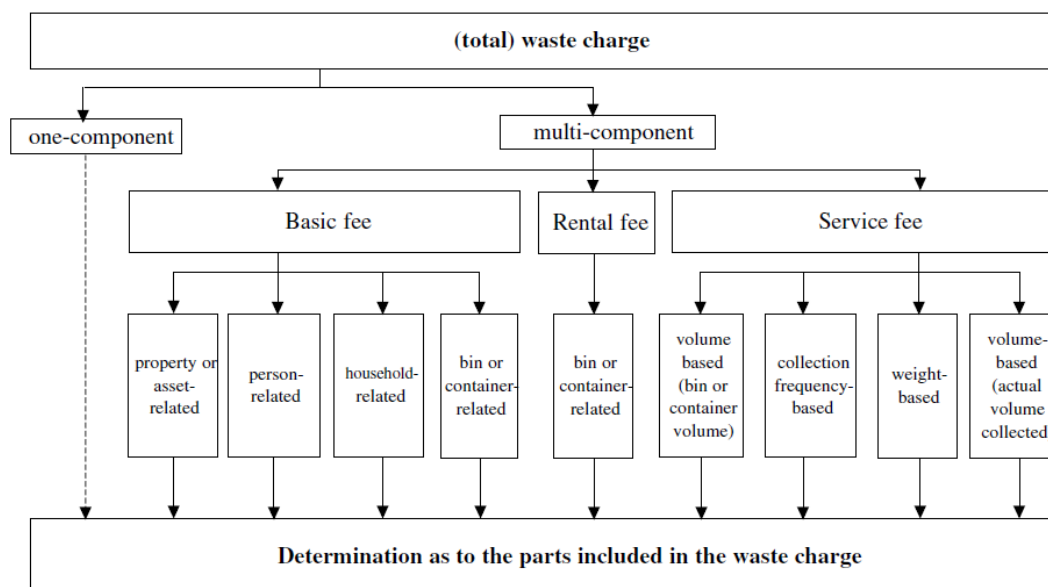 (total) waste charge
one-component
multi-component
Basic fee
Rental fee
Service fee
property or
asset-
related
person-
related
household-
related
bin or
container-
related
bin or
container-
related
volume
based
(bin or
container
volume)
collection
frequency-
based
weight-
based
volume-
based
(actual
volume
collected
Determination as to the parts included in the waste charge